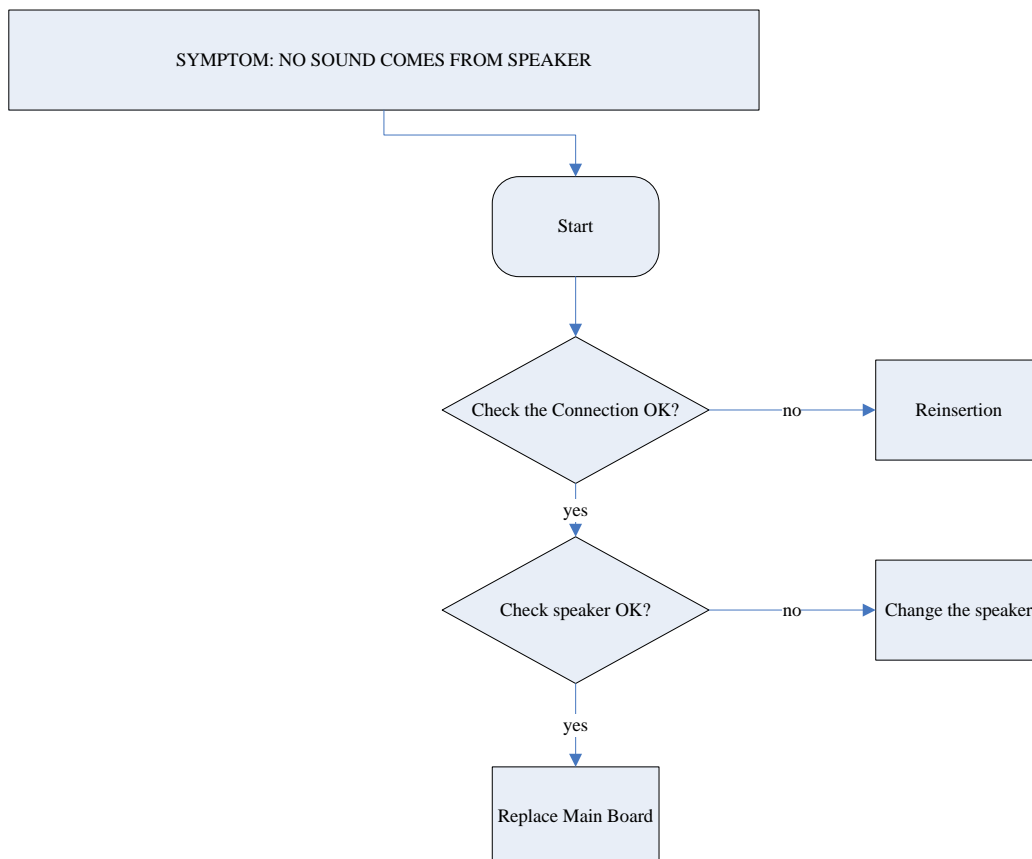 SYMPTOM: NO SOUND COMES FROM SPEAKER
Start
Check the Connection OK?
no
Reinsertion
yes
Check speaker OK?
no
Change the speaker
yes
Replace Main Board